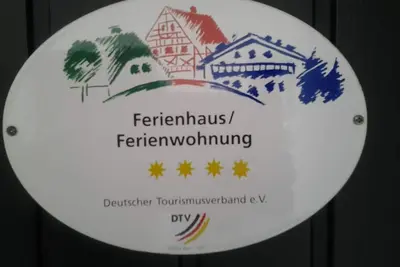 Ferienhaus/
Ferienwohnung
Deutscher Tourismusverband e.V.
DTV